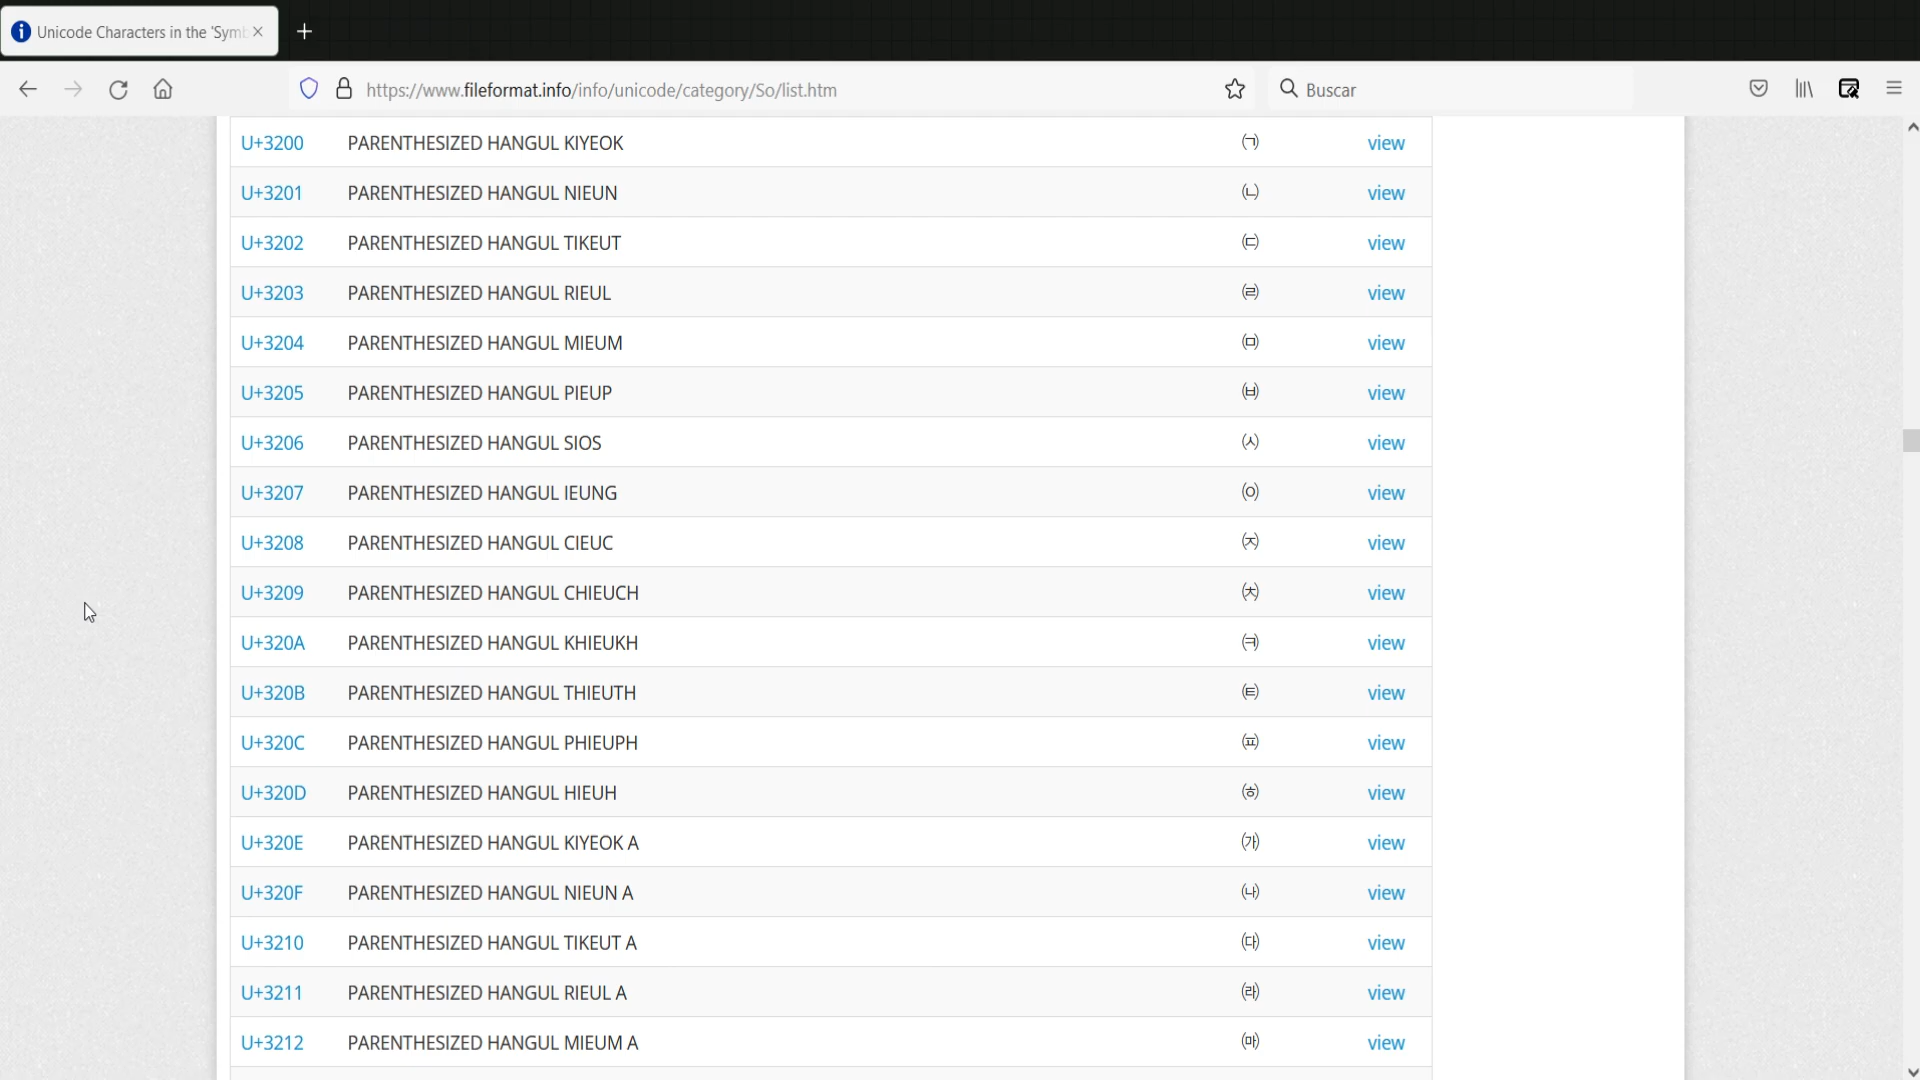 Unicode Characters in the 'Symb
https://www.fileformat.info/info/unicode/category/So/list.htm
Buscar
U+3200 PARENTHESIZED HANGUL KIYEOK ㈀ view
U+3201 PARENTHESIZED HANGUL NIEUN ㈁ view
U+3202 PARENTHESIZED HANGUL TIKEUT ㈂ view
U+3203 PARENTHESIZED HANGUL RIEUL ㈃ view
U+3204 PARENTHESIZED HANGUL MIEUM ㈄ view
U+3205 PARENTHESIZED HANGUL PIEUP ㈅ view
U+3206 PARENTHESIZED HANGUL SIOS ㈆ view
U+3207 PARENTHESIZED HANGUL IEUNG ㈇ view
U+3208 PARENTHESIZED HANGUL CIEUC ㈈ view
U+3209 PARENTHESIZED HANGUL CHIEUCH ㈉ view
U+320A PARENTHESIZED HANGUL KHIEUKH ㈊ view
U+320B PARENTHESIZED HANGUL THIEUTH ㈋ view
U+320C PARENTHESIZED HANGUL PHIEUPH ㈌ view
U+320D PARENTHESIZED HANGUL HIEUH ㈍ view
U+320E PARENTHESIZED HANGUL KIYEOK A ㈎ view
U+320F PARENTHESIZED HANGUL NIEUN A ㈏ view
U+3210 PARENTHESIZED HANGUL TIKEUT A ㈐ view
U+3211 PARENTHESIZED HANGUL RIEUL A ㈑ view
U+3212 PARENTHESIZED HANGUL MIEUM A ㈒ view